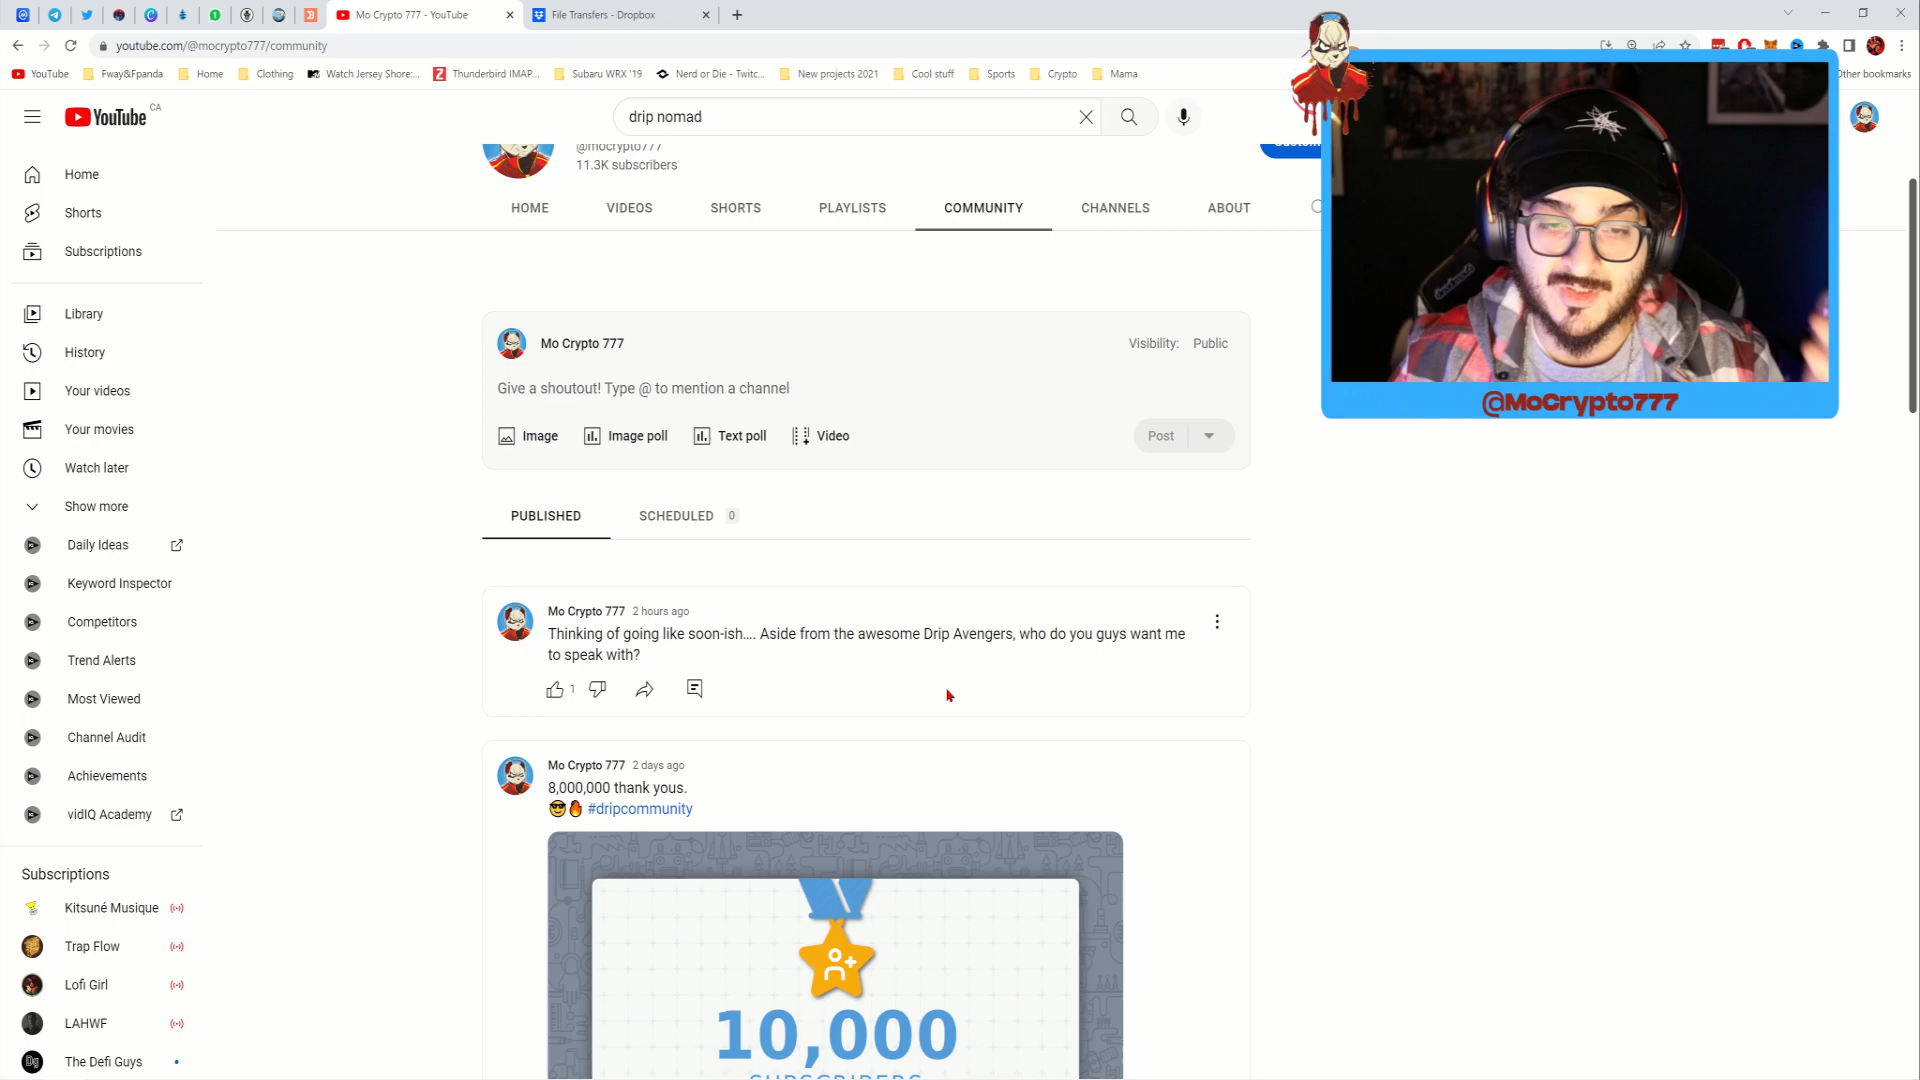 Mo Crypto 777 - YouTube
File Transfers - Dropbox
youtube.com/@mocrypto777/community
YouTube
Fway&Fpanda
Home
Clothing
Watch Jersey Shore:...
Thunderbird IMAP...
Subaru WRX '19
Nerd or Die - Twitc...
New projects 2021
Cool stuff
Sports
Crypto
Mama
Other bookmarks
YouTube CA
drip nomad
@mocrypto777
11.3K subscribers
HOME
VIDEOS
SHORTS
PLAYLISTS
COMMUNITY
CHANNELS
ABOUT
Home
Shorts
Subscriptions
Library
History
Your videos
Your movies
Watch later
Show more
Daily Ideas
Keyword Inspector
Competitors
Trend Alerts
Most Viewed
Channel Audit
Achievements
vidIQ Academy
Subscriptions
Kitsuné Musique
Trap Flow
Lofi Girl
LAHWF
The Defi Guys
Mo Crypto 777
Visibility: Public
Give a shoutout! Type @ to mention a channel
Image
Image poll
Text poll
Video
Post
PUBLISHED
SCHEDULED 0
Mo Crypto 777 2 hours ago
Thinking of going like soon-ish.... Aside from the awesome Drip Avengers, who do you guys want me
to speak with?
1
Mo Crypto 777 2 days ago
8,000,000 thank yous.
😎🔥 #dripcommunity
10,000
SUBSCRIBERS
@MoCrypto777